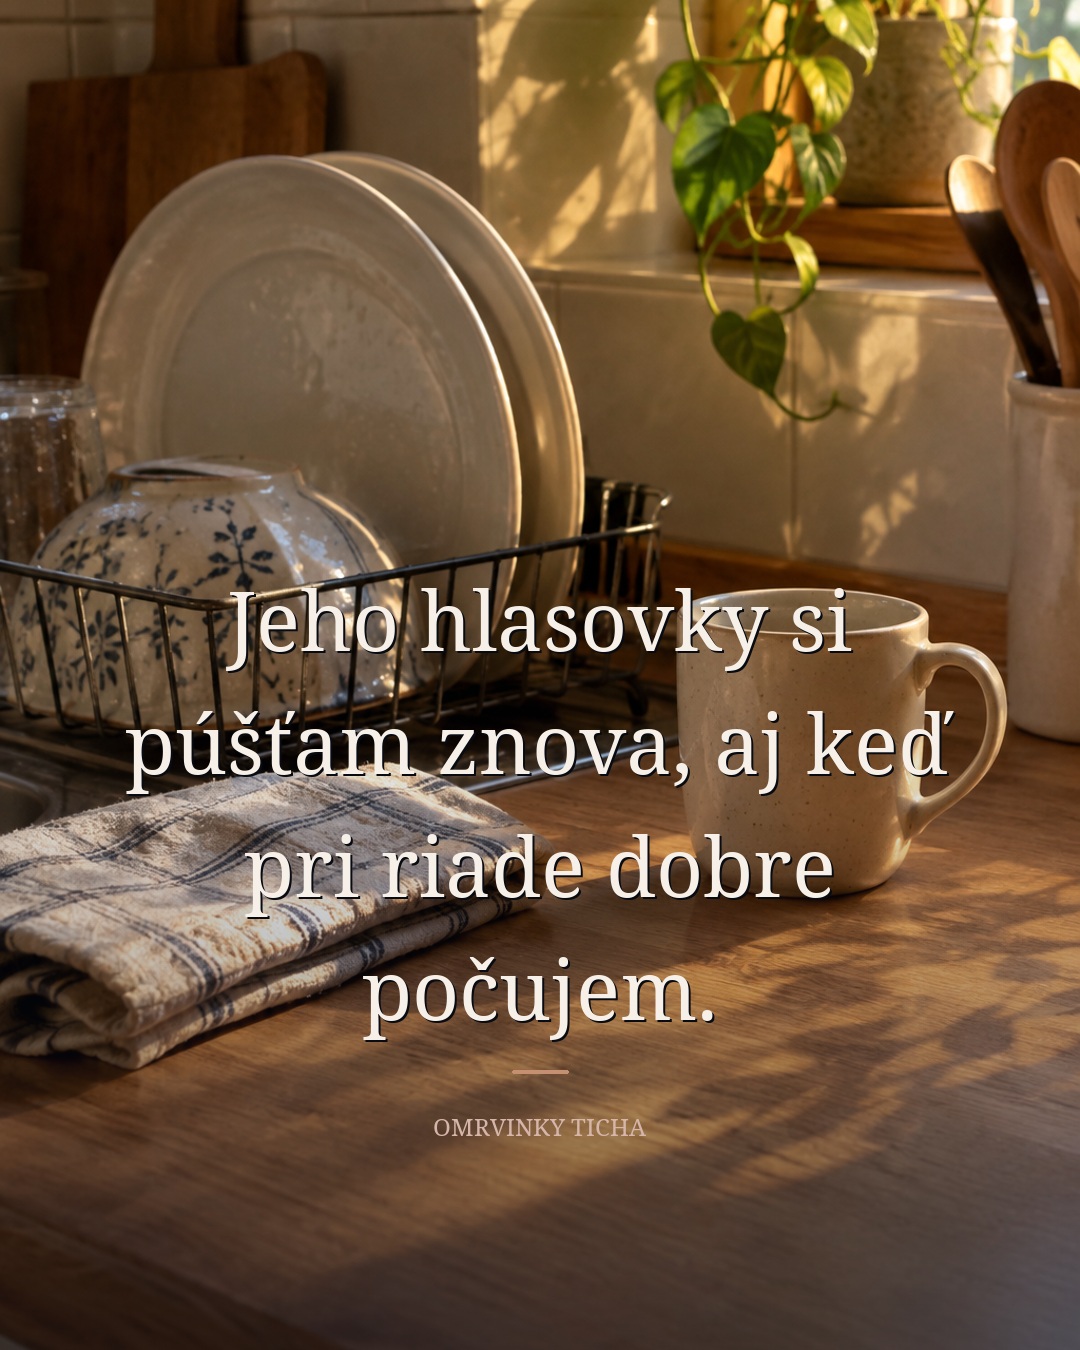 Jeho hlasovky si
púšťam znova, aj keď
pri riade dobre
počujem.
OMRVINKY TICHA